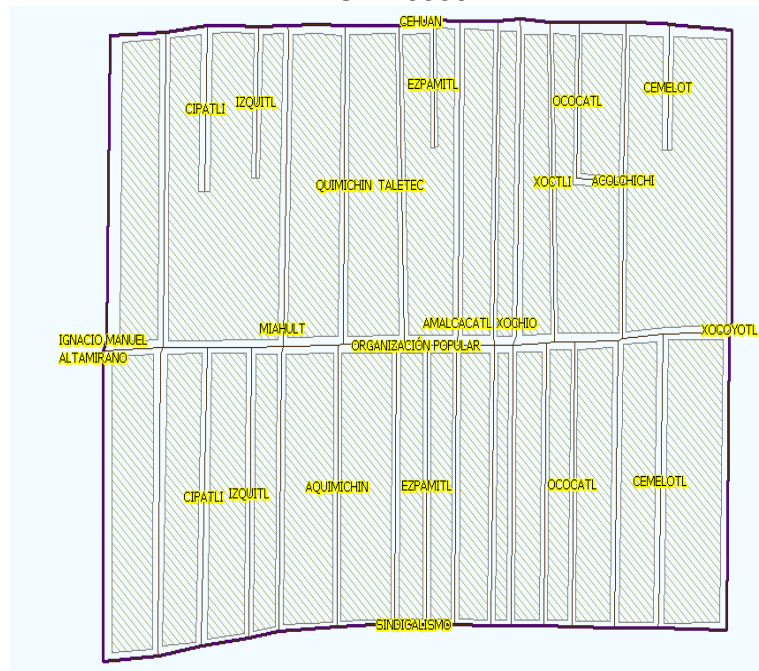 CEHUAN
EZPAMITL
CEMELOT
IZQUITL
OCOCATL
CIPATLI
XOCTLI
ACOLCHICHI
QUIMICHIN TALETEC
AMALCACATL XOCHIO
MIAHULT
XOCOYOTL
IGNACIO MANUEL
ORGANIZACIÓN POPULAR
ALTAMIRANO
CEMELOTL
AQUIMICHIN
EZPAMITL
OCOCATL
CIPATLI
IZQUITL
SINDICALISMO